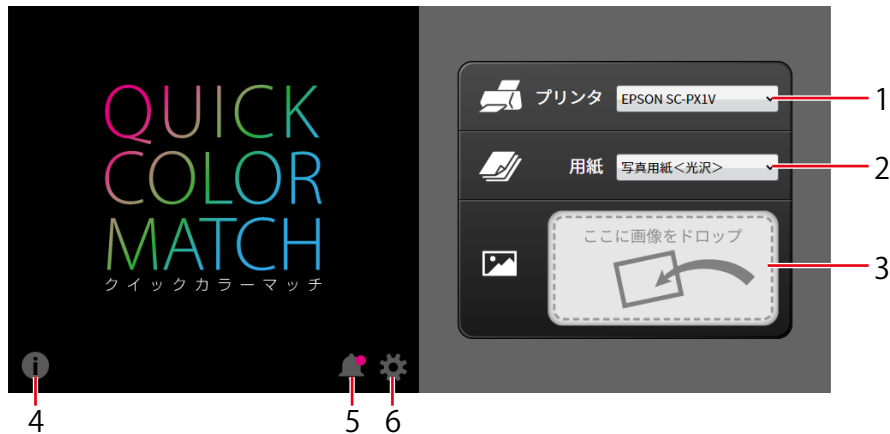 QUICK
COLOR
MATCH
クイックカラーマッチ
プリンタ EPSON SC-PX1V 1
用紙 写真用紙＜光沢＞ 2
ここに画像をドロップ
3
4 5 6